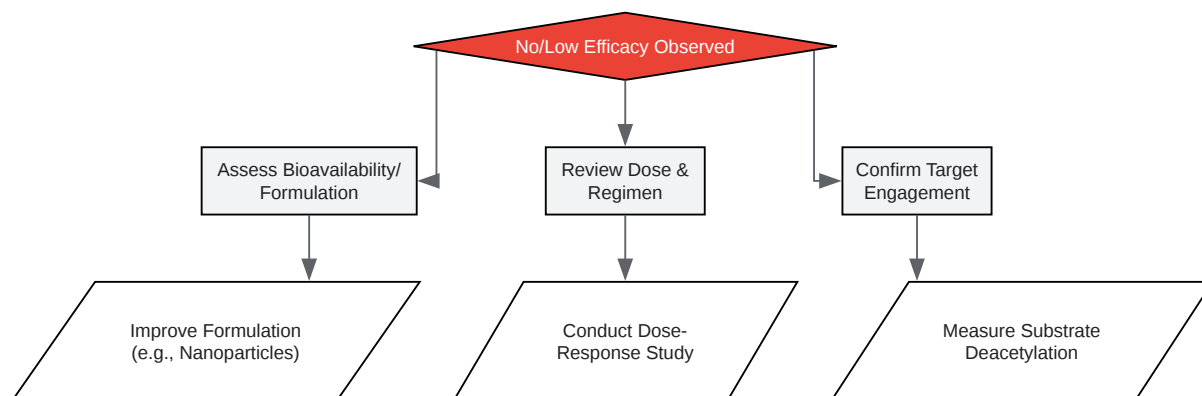 No/Low Efficacy Observed
Assess Bioavailability/
Formulation
Review Dose &
Regimen
Confirm Target
Engagement
Improve Formulation
(e.g., Nanoparticles)
Conduct Dose-
Response Study
Measure Substrate
Deacetylation